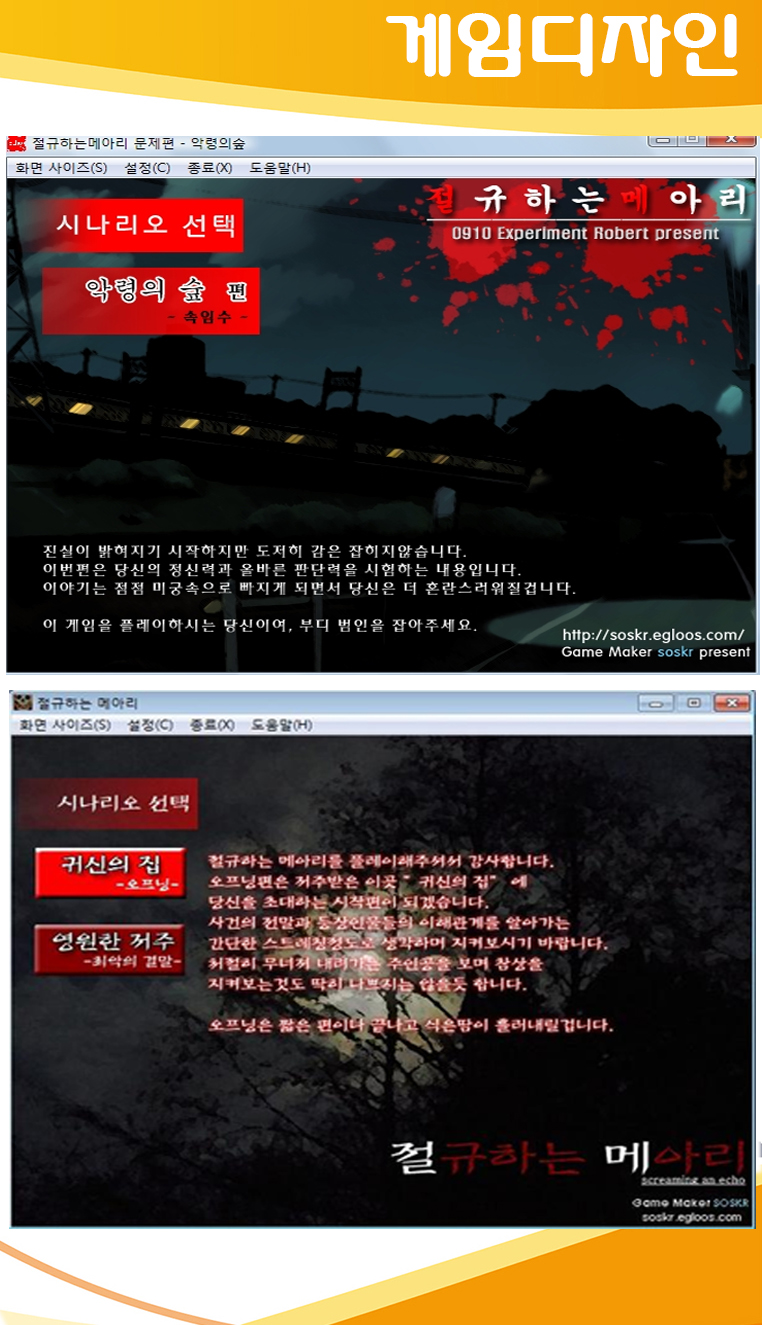 게임디자인
절규하는메아리 문제편 - 악령의숲
화면 사이즈(S) 설정(C) 종료(X) 도움말(H)
절규하는메아리
0910 Experiment Robert present
시나리오 선택
악령의 숲 편
- 속임수 -
진실이 밝혀지기 시작하지만 도저히 감은 잡히지않습니다.
이번편은 당신의 정신력과 올바른 판단력을 시험하는 내용입니다.
이야기는 점점 미궁속으로 빠지게 되면서 당신은 더 혼란스러워질겁니다.
이 게임을 플레이하시는 당신이여, 부디 범인을 잡아주세요.
http://soskr.egloos.com/
Game Maker soskr present
절규하는 메아리
화면 사이즈(S) 설정(C) 종료(X) 도움말(H)
시나리오 선택
귀신의 집
-오프닝-
영원한 저주
-최악의 결말-
절규하는 메아리를 플레이해주셔서 감사합니다.
오프닝편은 저주받은 이곳 " 귀신의 집" 에
당신을 초대하는 시작편이 되겠습니다.
사건의 전말과 등장인물들의 이해관계를 알아가는
간단한 스트레칭정도로 생각하며 지켜보시기 바랍니다.
처절히 무너져 내려가는 주인공을 보며 참상을
지켜보는것도 딱히 나쁘지는 않을듯 합니다.
오프닝은 짧은 편이나 끝나고 식은땀이 흘러내릴겁니다.
절규하는 메아리
screaming an echo
Game Maker SOSKR
soskr.egloos.com